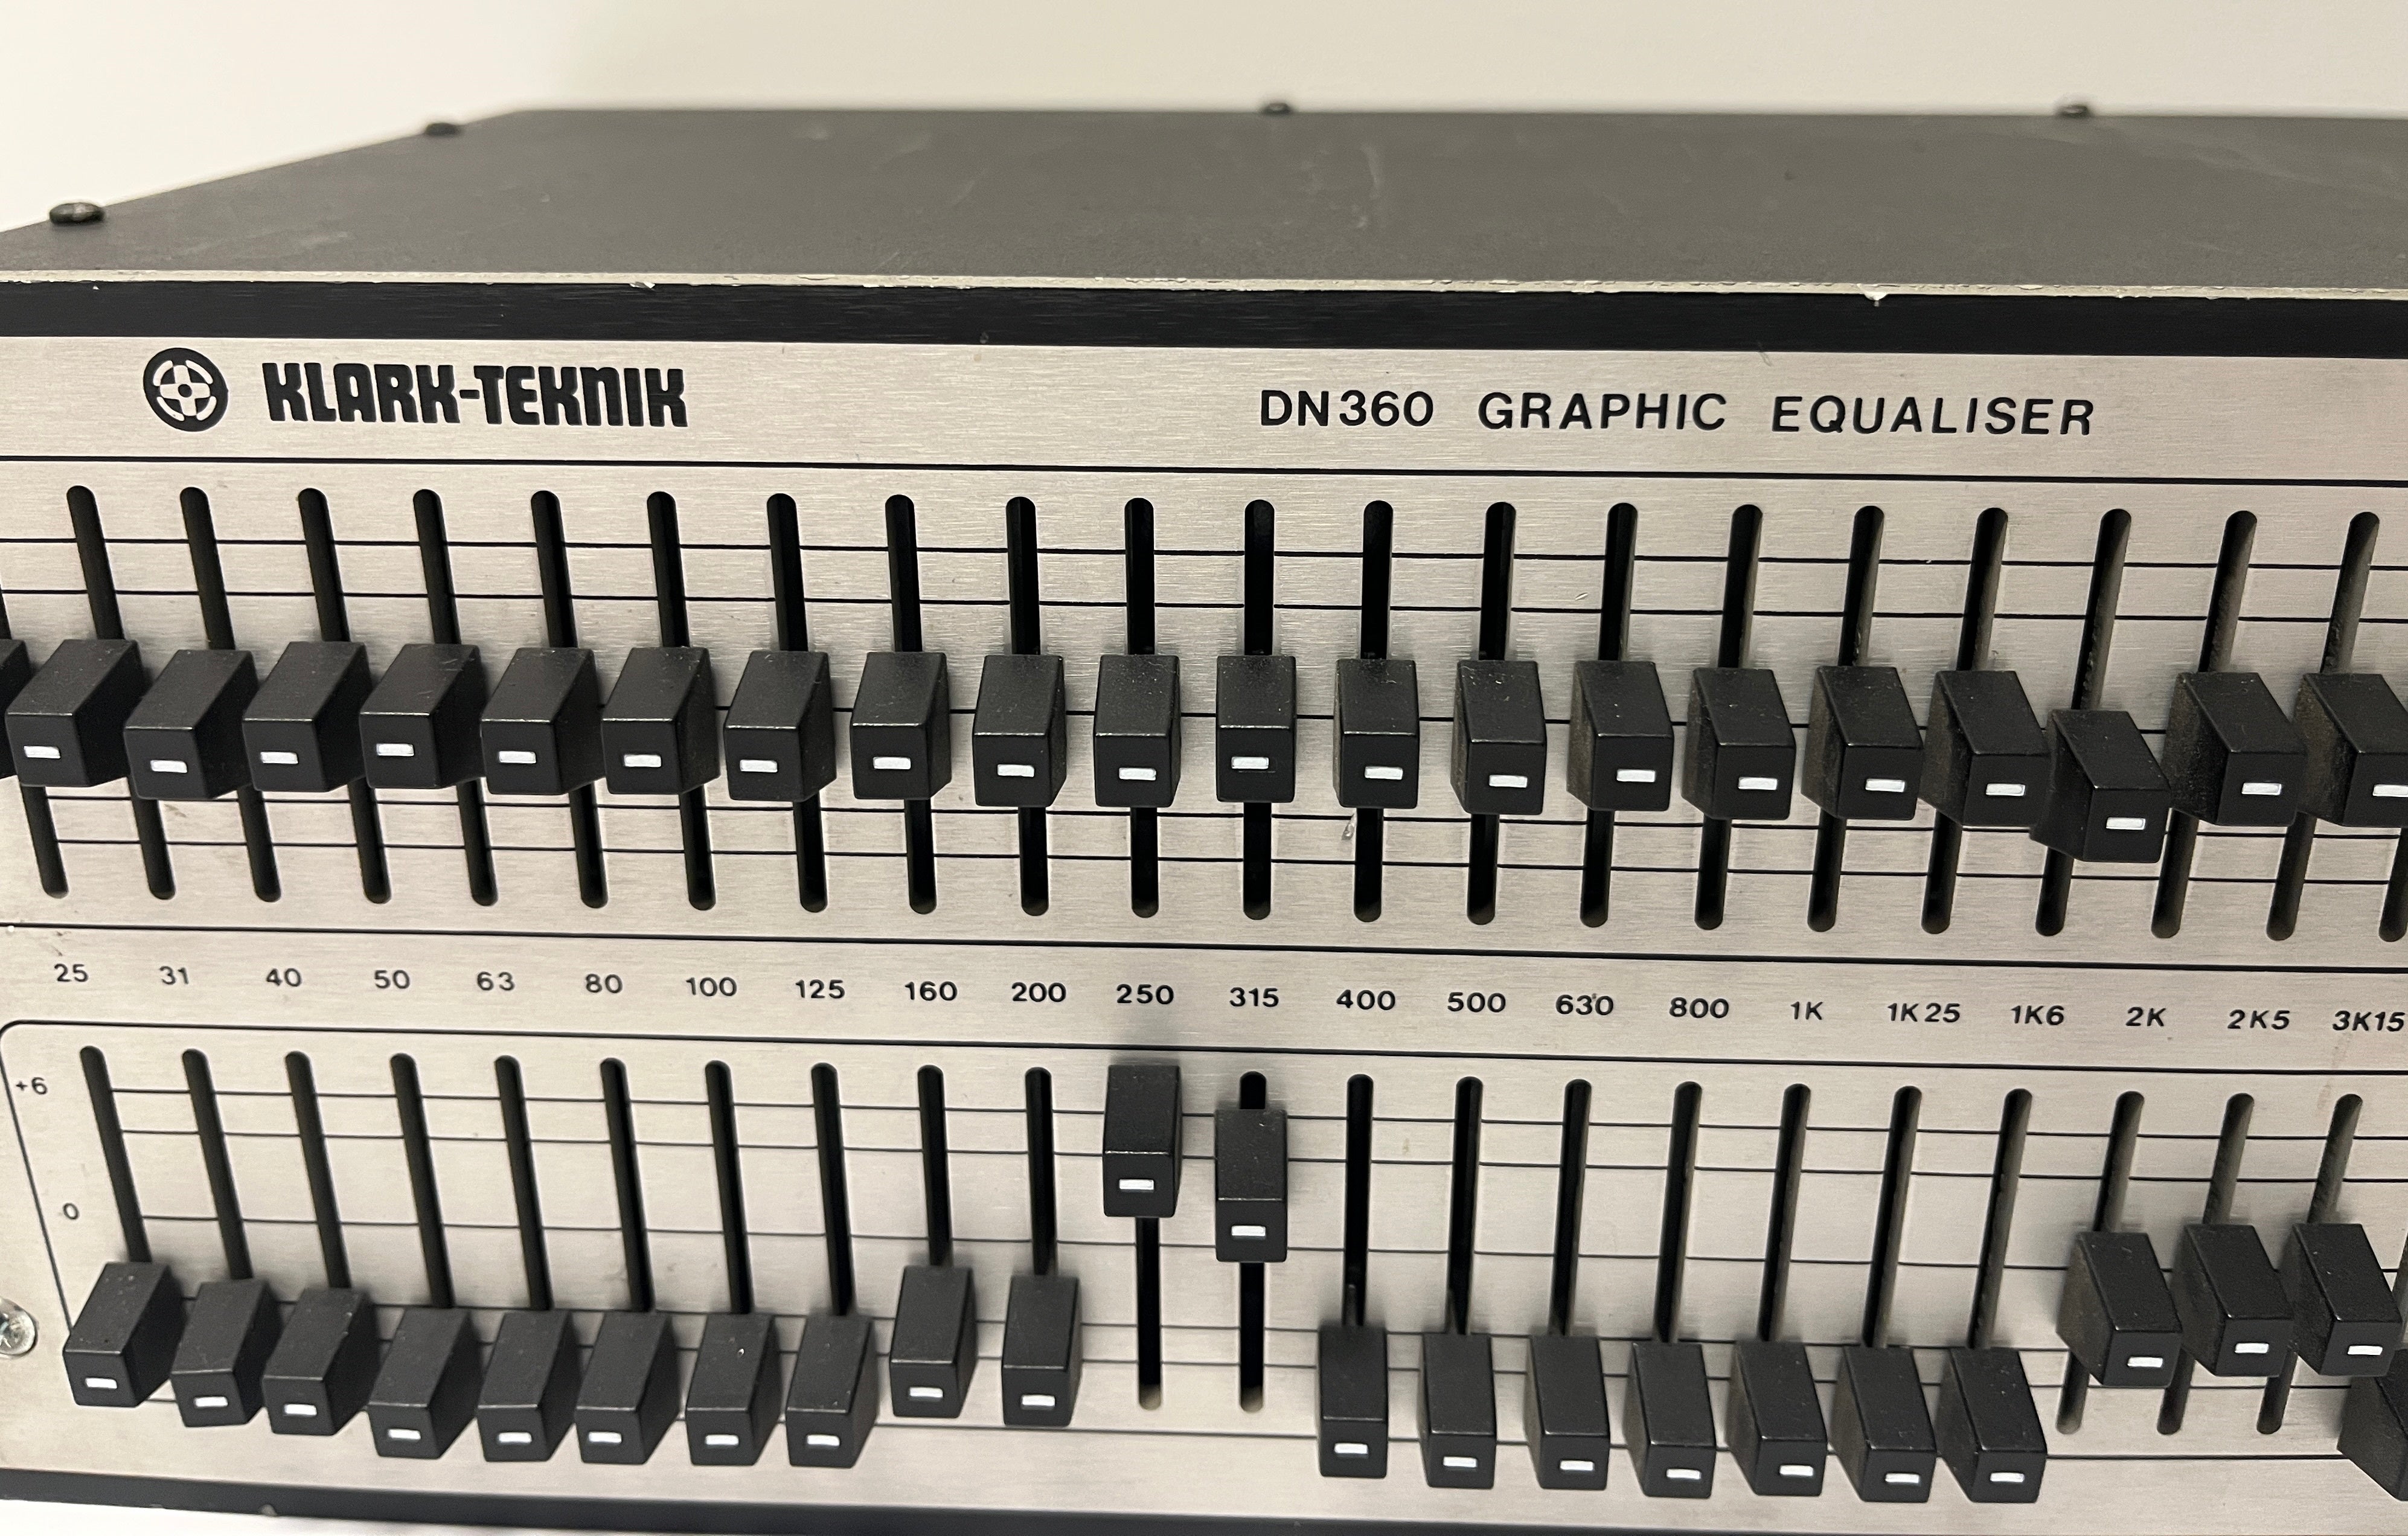 KLARK-TEKNIK DN360 GRAPHIC EQUALISER
25 31 40 50 63 80 100 125 160 200 250 315 400 500 630 800 1K 1K25 1K6 2K 2K5 3K15
+6
0